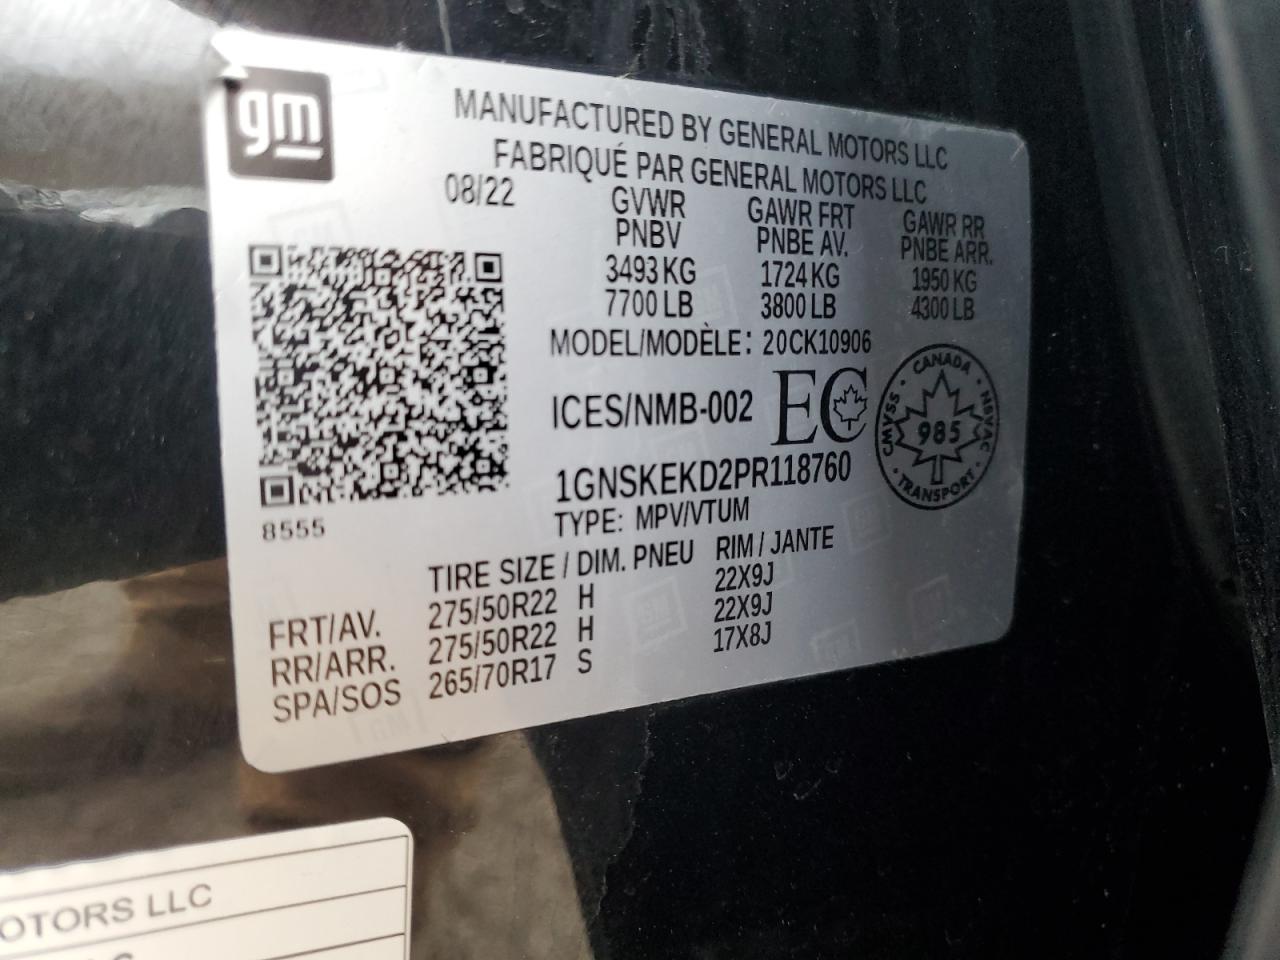 gm
MANUFACTURED BY GENERAL MOTORS LLC
FABRIQUÉ PAR GENERAL MOTORS LLC
08/22 GVWR GAWR FRT GAWR RR
PNBV PNBE AV. PNBE ARR.
3493 KG 1724 KG 1950 KG
7700 LB 3800 LB 4300 LB
MODEL/MODÈLE: 20CK10906
ICES/NMB-002 EC
CANADA
CMVSS 985 NSVAC
TRANSPORT
1GNSKEKD2PR118760
TYPE: MPV/VTUM
8555
TIRE SIZE / DIM. PNEU RIM / JANTE
FRT/AV. 275/50R22 H 22X9J
RR/ARR. 275/50R22 H 22X9J
SPA/SOS 265/70R17 S 17X8J
OTORS LLC